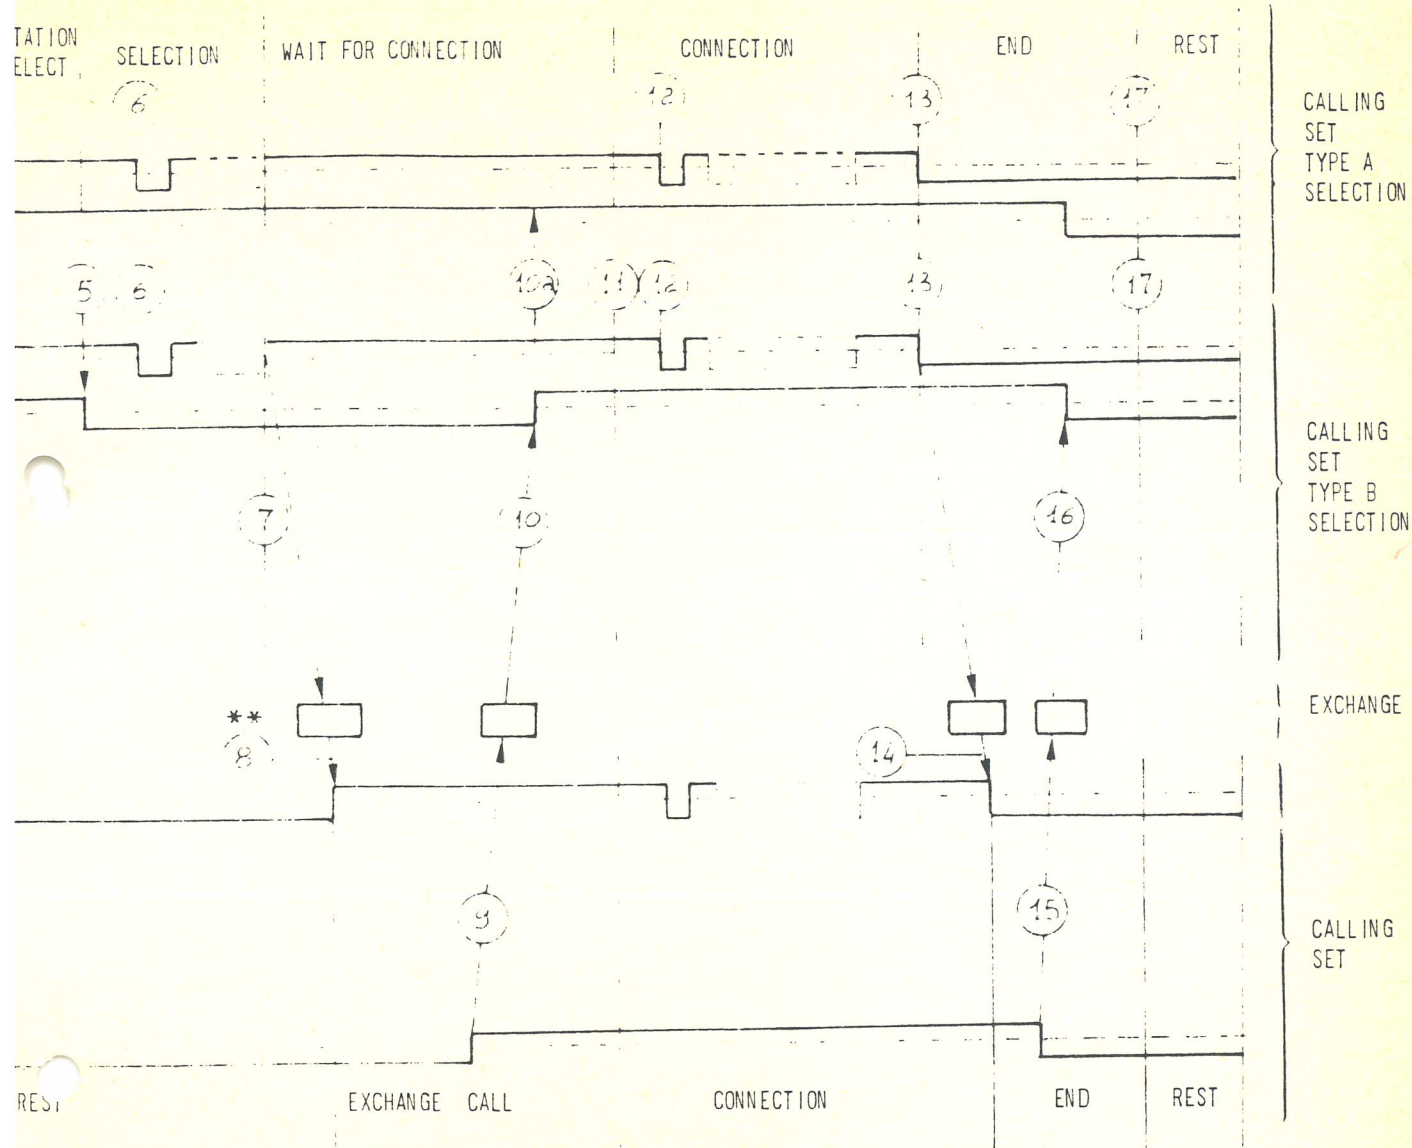 TATION
ELECT
SELECTION
WAIT FOR CONNECTION
CONNECTION
END
REST
6
12
13
17
CALLING
SET
TYPE A
SELECTION
5
6
10a
11
12
13
17
CALLING
SET
TYPE B
SELECTION
7
10
16
EXCHANGE
**
8
14
9
15
CALLING
SET
REST
EXCHANGE CALL
CONNECTION
END
REST